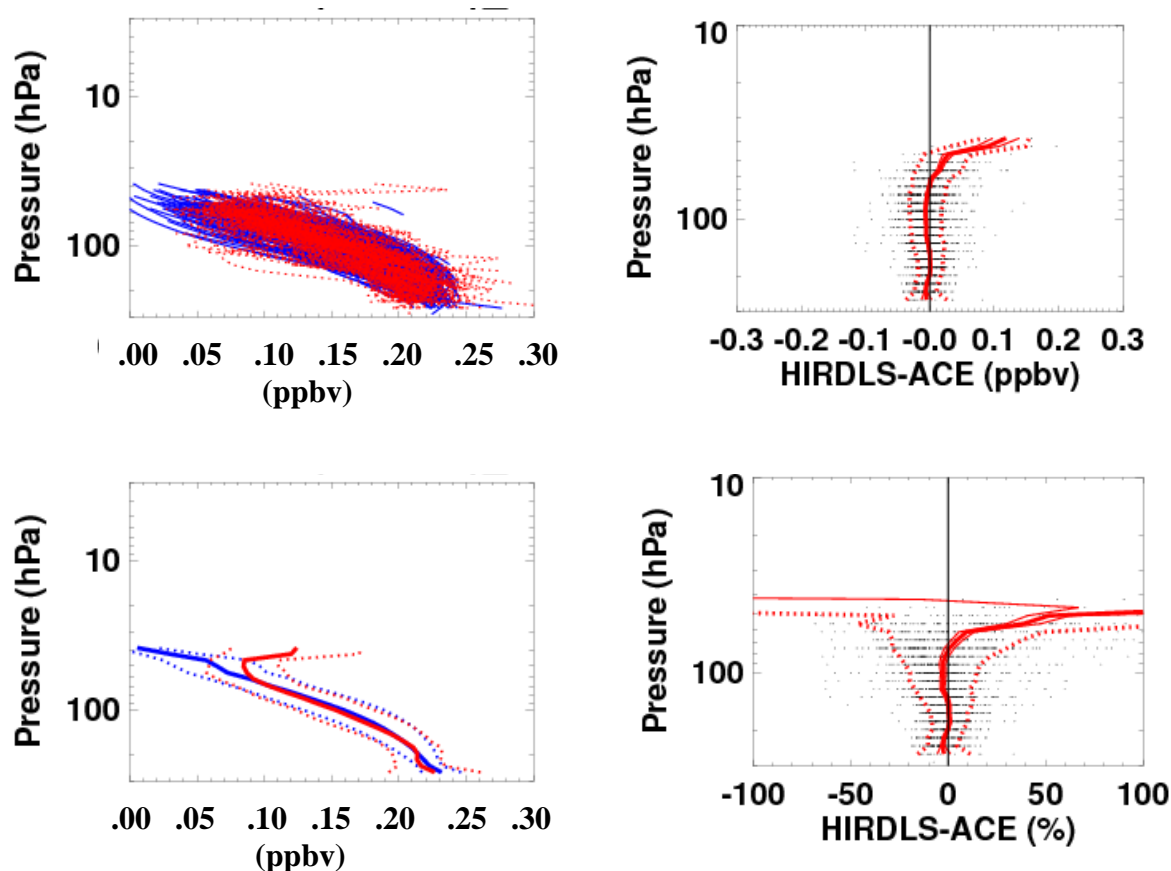 Pressure (hPa)
10
100
.00 .05 .10 .15 .20 .25 .30
(ppbv)
Pressure (hPa)
10
100
-0.3 -0.2 -0.1 -0.0 0.1 0.2 0.3
HIRDLS-ACE (ppbv)
Pressure (hPa)
10
100
.00 .05 .10 .15 .20 .25 .30
(ppbv)
Pressure (hPa)
10
100
-100 -50 0 50 100
HIRDLS-ACE (%)